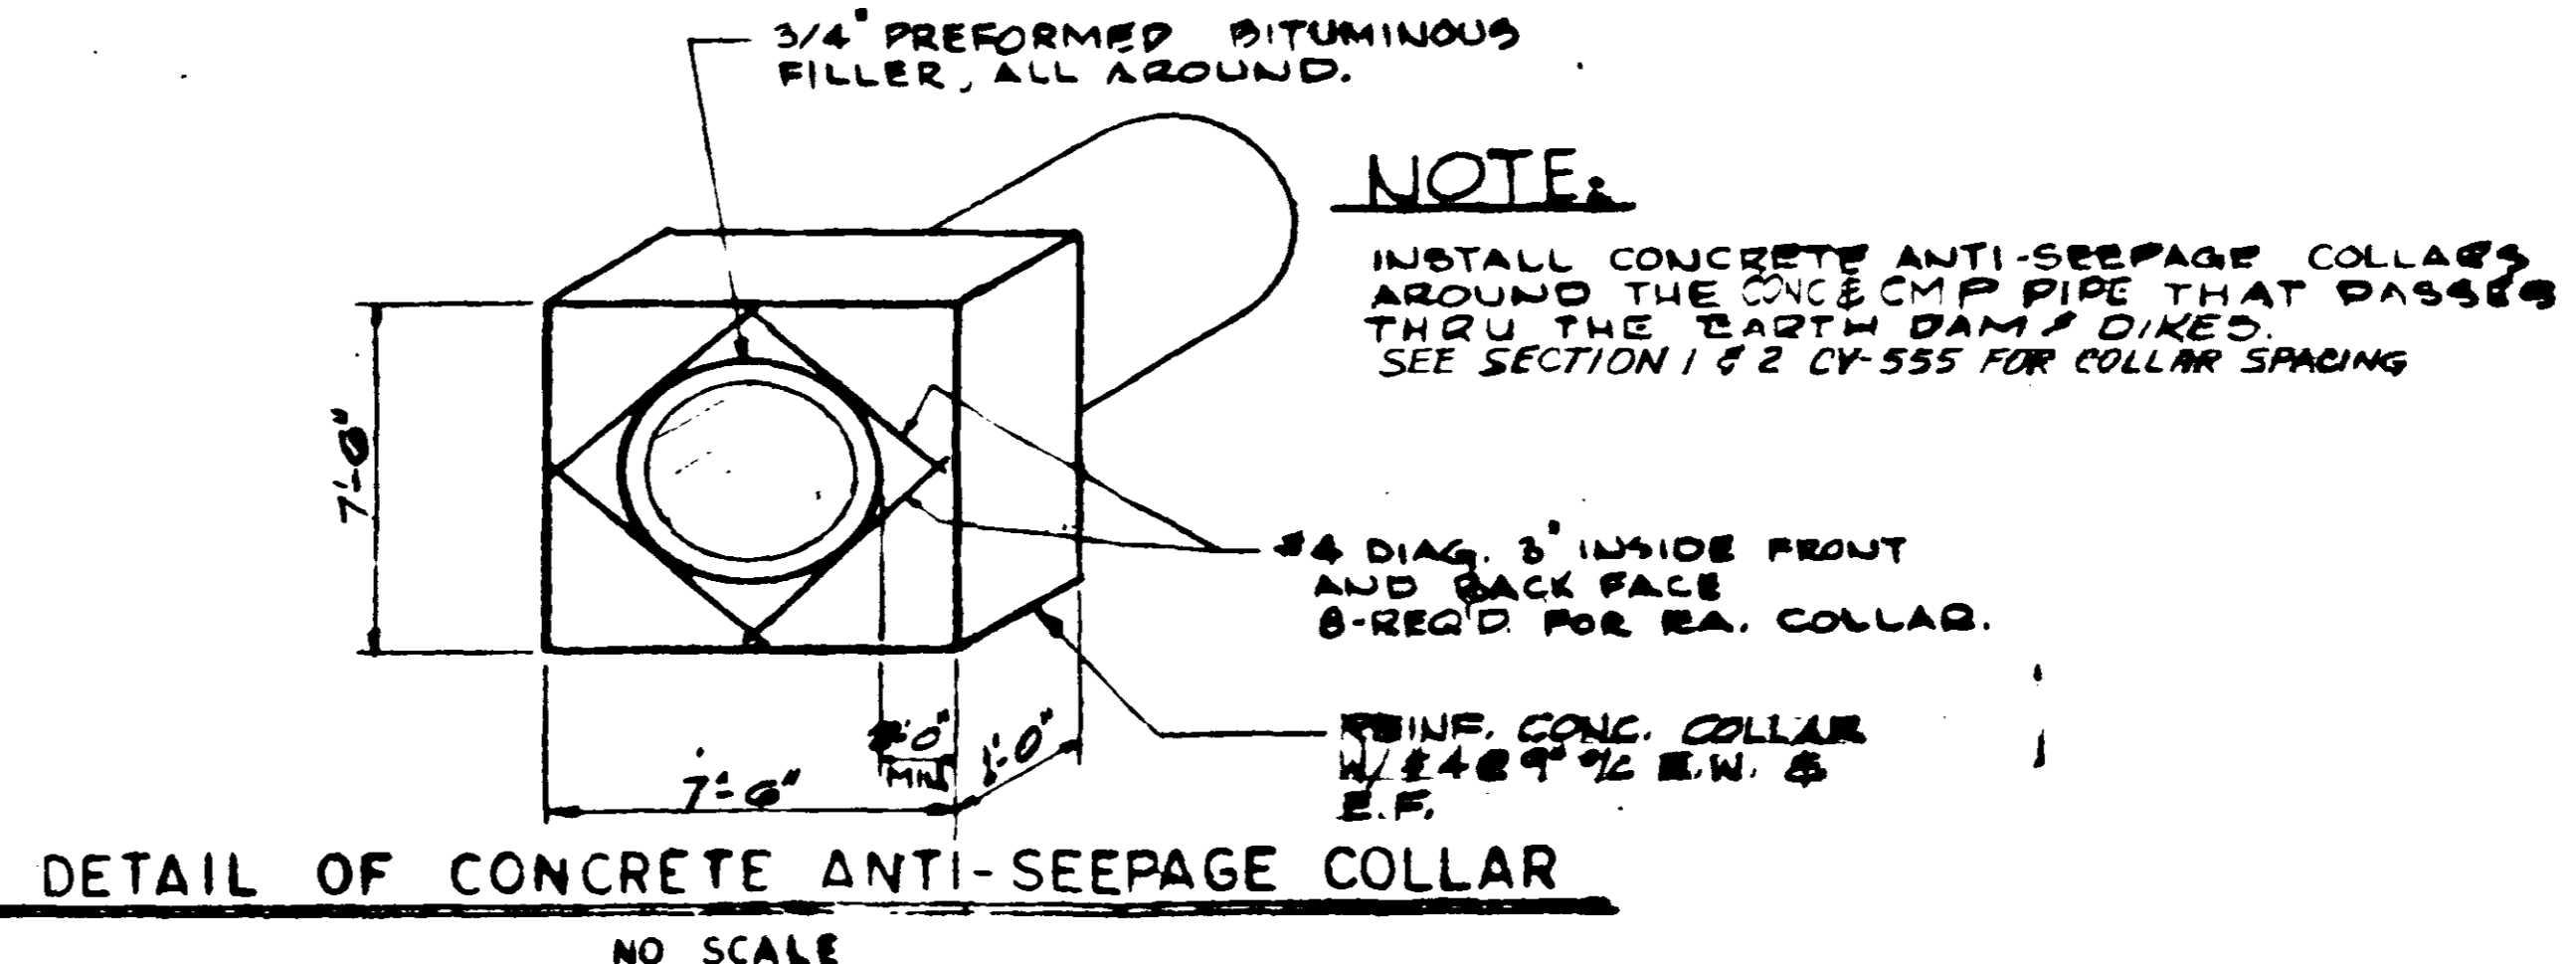 3/4" PREFORMED BITUMINOUS
FILLER, ALL AROUND.
NOTE:
INSTALL CONCRETE ANTI-SEEPAGE COLLARS
AROUND THE CONC & CMP PIPE THAT PASSES
THRU THE EARTH DAM & DIKES.
SEE SECTION 1 & 2 CY-555 FOR COLLAR SPACING
#4 DIAG. 3" INSIDE FRONT
AND BACK FACE
8-REQ'D. FOR EA. COLLAR.
REINF. CONC. COLLAR
W/ #4 @ 9" o/c E.W. &
E.F.
7'-6"
MIN
1'-0"
DETAIL OF CONCRETE ANTI-SEEPAGE COLLAR
NO SCALE